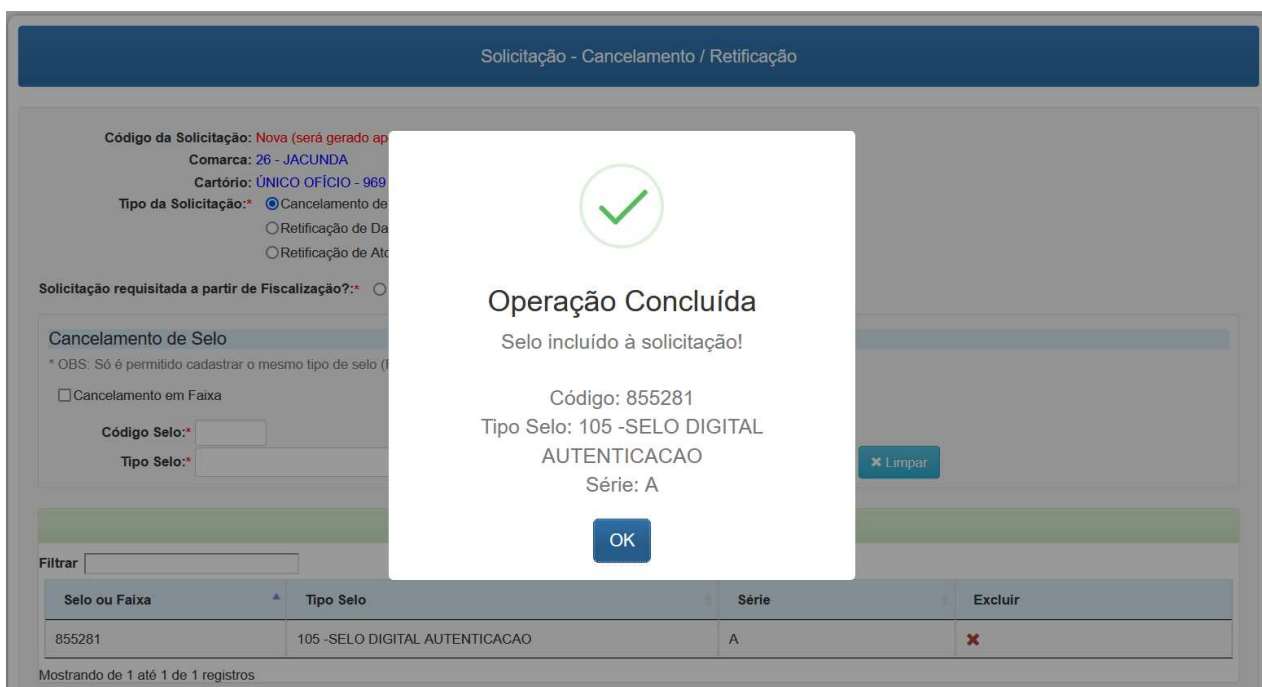 Solicitação - Cancelamento / Retificação
Código da Solicitação: Nova (será gerado
Comarca: 26 - JACUNDA
Cartório: ÚNICO OFÍCIO - 969
Tipo da Solicitação:* Cancelamento de
Retificação de
Retificação de
Solicitação requisitada a partir de Fiscalização?:*
Cancelamento de Selo
* OBS: Só é permitido cadastrar o mesmo tipo de selo
Cancelamento em Faixa
Código Selo:*
Tipo Selo:*
Limpar
Operação Concluída
Selo incluído à solicitação!
Código: 855281
Tipo Selo: 105 -SELO DIGITAL
AUTENTICACAO
Série: A
OK
Filtrar
Selo ou Faixa Tipo Selo Série Excluir
855281 105 -SELO DIGITAL AUTENTICACAO A
Mostrando de 1 até 1 de 1 registros